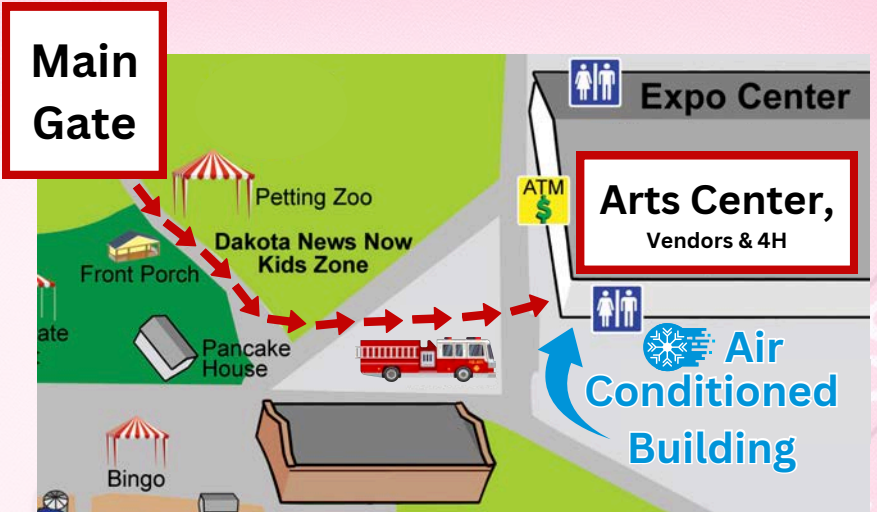 Main
Gate
Expo Center
ATM
$
Arts Center,
Vendors & 4H
Petting Zoo
Dakota News Now
Kids Zone
Front Porch
ate
Pancake
House
Air
Conditioned
Building
Bingo